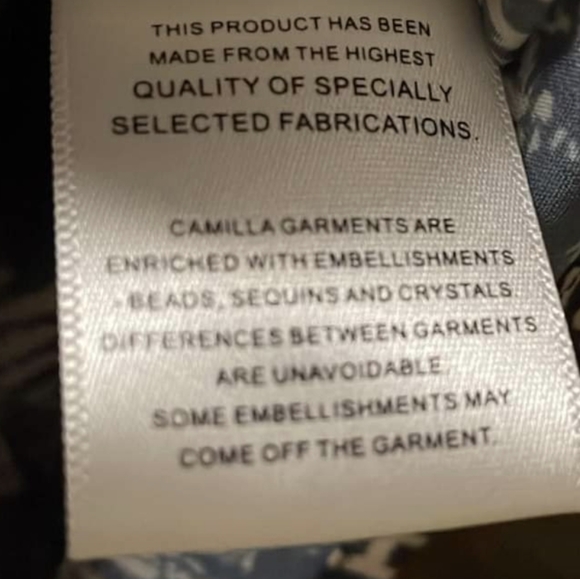 THIS PRODUCT HAS BEEN
MADE FROM THE HIGHEST
QUALITY OF SPECIALLY
SELECTED FABRICATIONS.
CAMILLA GARMENTS ARE
ENRICHED WITH EMBELLISHMENTS
- BEADS, SEQUINS AND CRYSTALS.
DIFFERENCES BETWEEN GARMENTS
ARE UNAVOIDABLE.
SOME EMBELLISHMENTS MAY
COME OFF THE GARMENT.